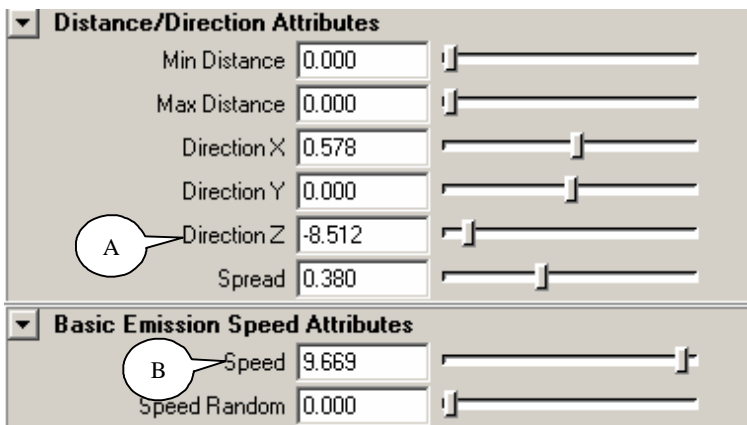 Distance/Direction Attributes
Min Distance 0.000
Max Distance 0.000
Direction X 0.578
Direction Y 0.000
A Direction Z -8.512
Spread 0.380
Basic Emission Speed Attributes
B Speed 9.669
Speed Random 0.000